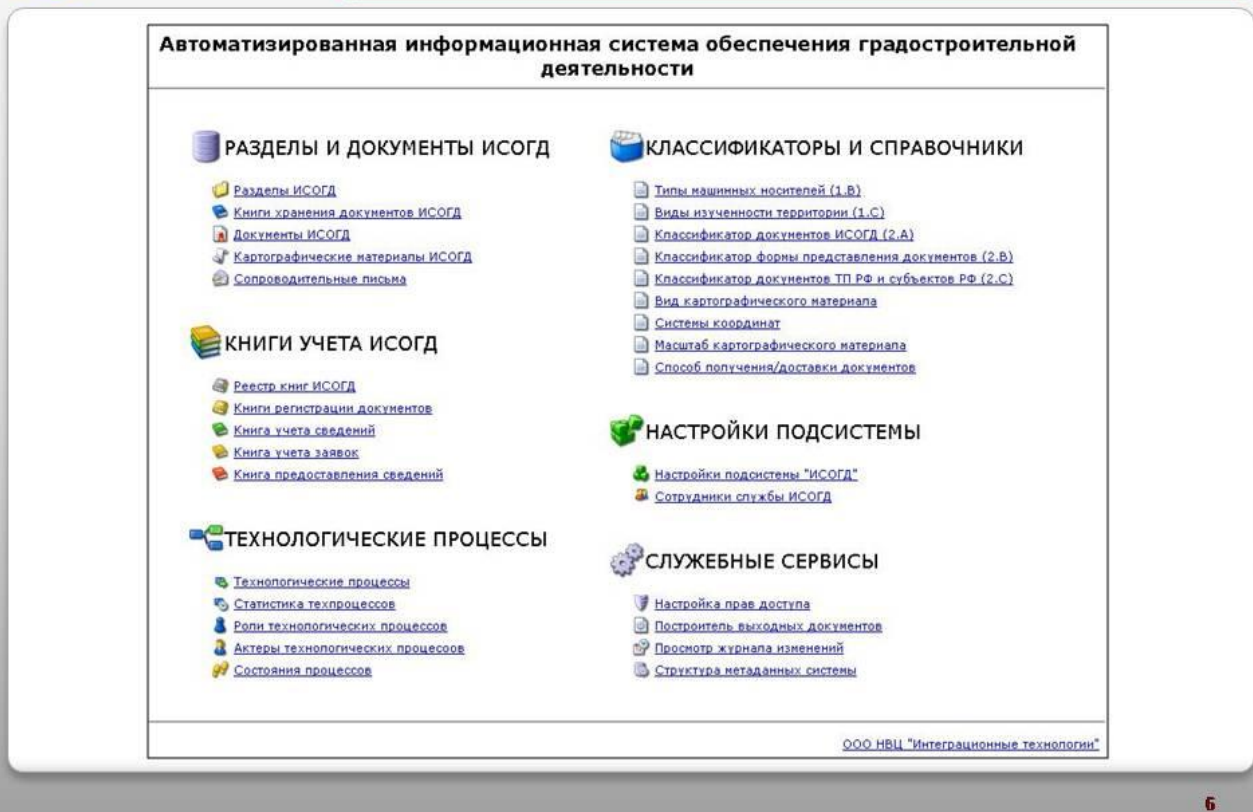 Автоматизированная информационная система обеспечения градостроительной
деятельности
РАЗДЕЛЫ И ДОКУМЕНТЫ ИСОГД
Разделы ИСОГД
Книги хранения документов ИСОГД
Документы ИСОГД
Картографические материалы ИСОГД
Сопроводительные письма
КНИГИ УЧЕТА ИСОГД
Реестр книг ИСОГД
Книги регистрации документов
Книга учета сведений
Книга учета заявок
Книга предоставления сведений
ТЕХНОЛОГИЧЕСКИЕ ПРОЦЕССЫ
Технологические процессы
Статистика техпроцессов
Роли технологических процессов
Актеры технологических процесоов
Состояния процессов
КЛАССИФИКАТОРЫ И СПРАВОЧНИКИ
Типы машинных носителей (1.В)
Виды изученности территории (1.С)
Классификатор документов ИСОГД (2.А)
Классификатор формы представления документов (2.В)
Классификатор документов ТП РФ и субъектов РФ (2.С)
Вид картографического материала
Системы координат
Масштаб картографического материала
Способ получения/доставки документов
НАСТРОЙКИ ПОДСИСТЕМЫ
Настройки подсистемы "ИСОГД"
Сотрудники службы ИСОГД
СЛУЖЕБНЫЕ СЕРВИСЫ
Настройка прав доступа
Построитель выходных документов
Просмотр журнала изменений
Структура метаданных системы
ООО НВЦ "Интеграционные технологии"
6